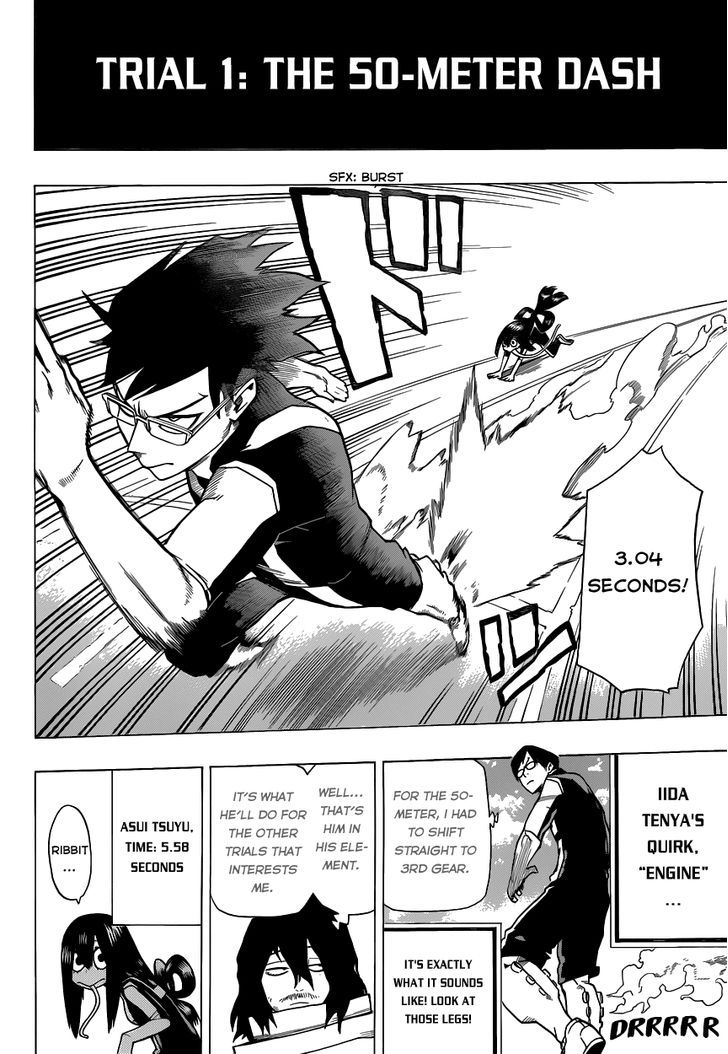 TRIAL 1: THE 50-METER DASH
SFX: BURST
ドドッ
3.04
SECONDS!
IIDA
TENYA'S
QUIRK,
"ENGINE"
...
FOR THE 50-
METER, I HAD
TO SHIFT
STRAIGHT TO
3RD GEAR.
IT'S EXACTLY
WHAT IT SOUNDS
LIKE! LOOK AT
THOSE LEGS!
DRRRRR R
WELL...
THAT'S
HIM IN
HIS ELE-
MENT.
IT'S WHAT
HE'LL DO FOR
THE OTHER
TRIALS THAT
INTERESTS
ME.
ASUI TSUYU,
TIME: 5.58
SECONDS
RIBBIT
...